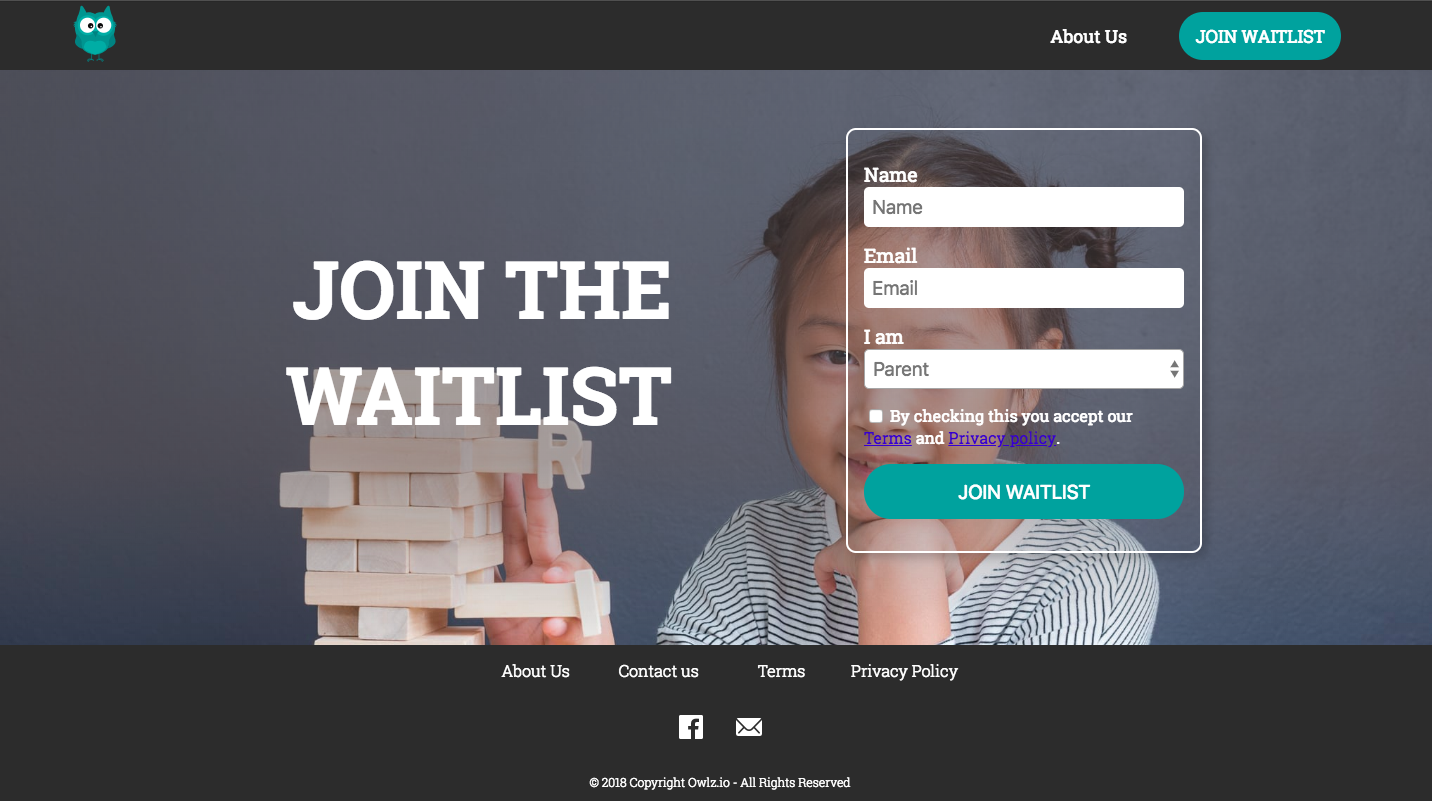 About Us
JOIN WAITLIST
JOIN THE
WAITLIST
Name
Name
Email
Email
I am
Parent
By checking this you accept our
Terms and Privacy policy.
JOIN WAITLIST
R
About Us
Contact us
Terms
Privacy Policy
© 2018 Copyright Owlz.io - All Rights Reserved